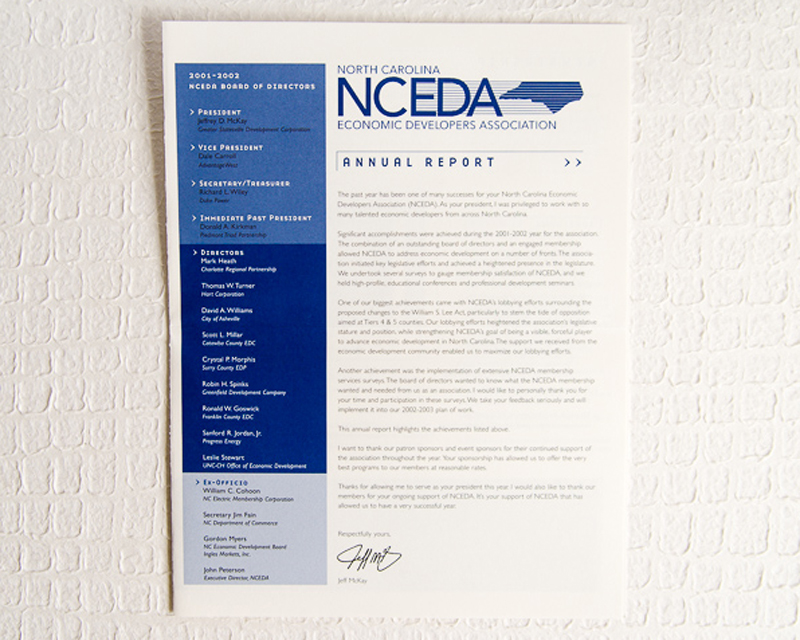 2001-2002
NCEDA BOARD OF DIRECTORS
> PRESIDENT
Jeffrey D. McKay
Greater Statesville Development Corporation
> VICE PRESIDENT
Dale Carroll
AdvantageWest
> SECRETARY/TREASURER
Richard L. Wiley
Duke Power
> IMMEDIATE PAST PRESIDENT
Donald A. Kirkman
Piedmont Triad Partnership
> DIRECTORS
Mark Heath
Charlotte Regional Partnership
Thomas W. Turner
Hart Corporation
David A. Williams
City of Asheville
Scott L. Millar
Catawba County EDC
Crystal P. Morphis
Surry County EDP
Robin H. Spinks
Greenfield Development Company
Ronald W. Goswick
Franklin County EDC
Sanford R. Jordan, Jr.
Progress Energy
Leslie Stewart
UNC-CH Office of Economic Development
> EX-OFFICIO
William C. Cohoon
NC Electric Membership Corporation
Secretary Jim Fain
NC Department of Commerce
Gordon Myers
NC Economic Development Board
Ingles Markets, Inc.
John Peterson
Executive Director, NCEDA
NORTH CAROLINA
NCEDA
ECONOMIC DEVELOPERS ASSOCIATION
ANNUAL REPORT >>
The past year has been one of many successes for your North Carolina Economic
Developers Association (NCEDA). As your president, I was privileged to work with so
many talented economic developers from across North Carolina.
Significant accomplishments were achieved during the 2001-2002 year for the association.
The combination of an outstanding board of directors and an engaged membership
allowed NCEDA to address economic development on a number of fronts. The associa-
tion initiated key legislative efforts and achieved a heightened presence in the legislature.
We undertook several surveys to gauge membership satisfaction of NCEDA, and we
held high-profile, educational conferences and professional development seminars.
One of our biggest achievements came with NCEDA's lobbying efforts surrounding the
proposed changes to the William S. Lee Act, particularly to stem the tide of opposition
aimed at Tiers 4 & 5 counties. Our lobbying efforts heightened the association's legislative
stature and position, while strengthening NCEDA's goal of being a visible, forceful player
to advance economic development in North Carolina. The support we received from the
economic development community enabled us to maximize our lobbying efforts.
Another achievement was the implementation of extensive NCEDA membership
services surveys. The board of directors wanted to know what the NCEDA membership
wanted and needed from us as an association. I would like to personally thank you for
your time and participation in these surveys. We take your feedback seriously and will
implement it into our 2002-2003 plan of work.
This annual report highlights the achievements listed above.
I want to thank our patron sponsors and event sponsors for their continued support of
the association throughout the year. Your sponsorship has allowed us to offer the very
best programs to our members at reasonable rates.
Thanks for allowing me to serve as your president this year. I would also like to thank our
members for your ongoing support of NCEDA. It's your support of NCEDA that has
allowed us to have a very successful year.
Respectfully yours,
Jeff McKay